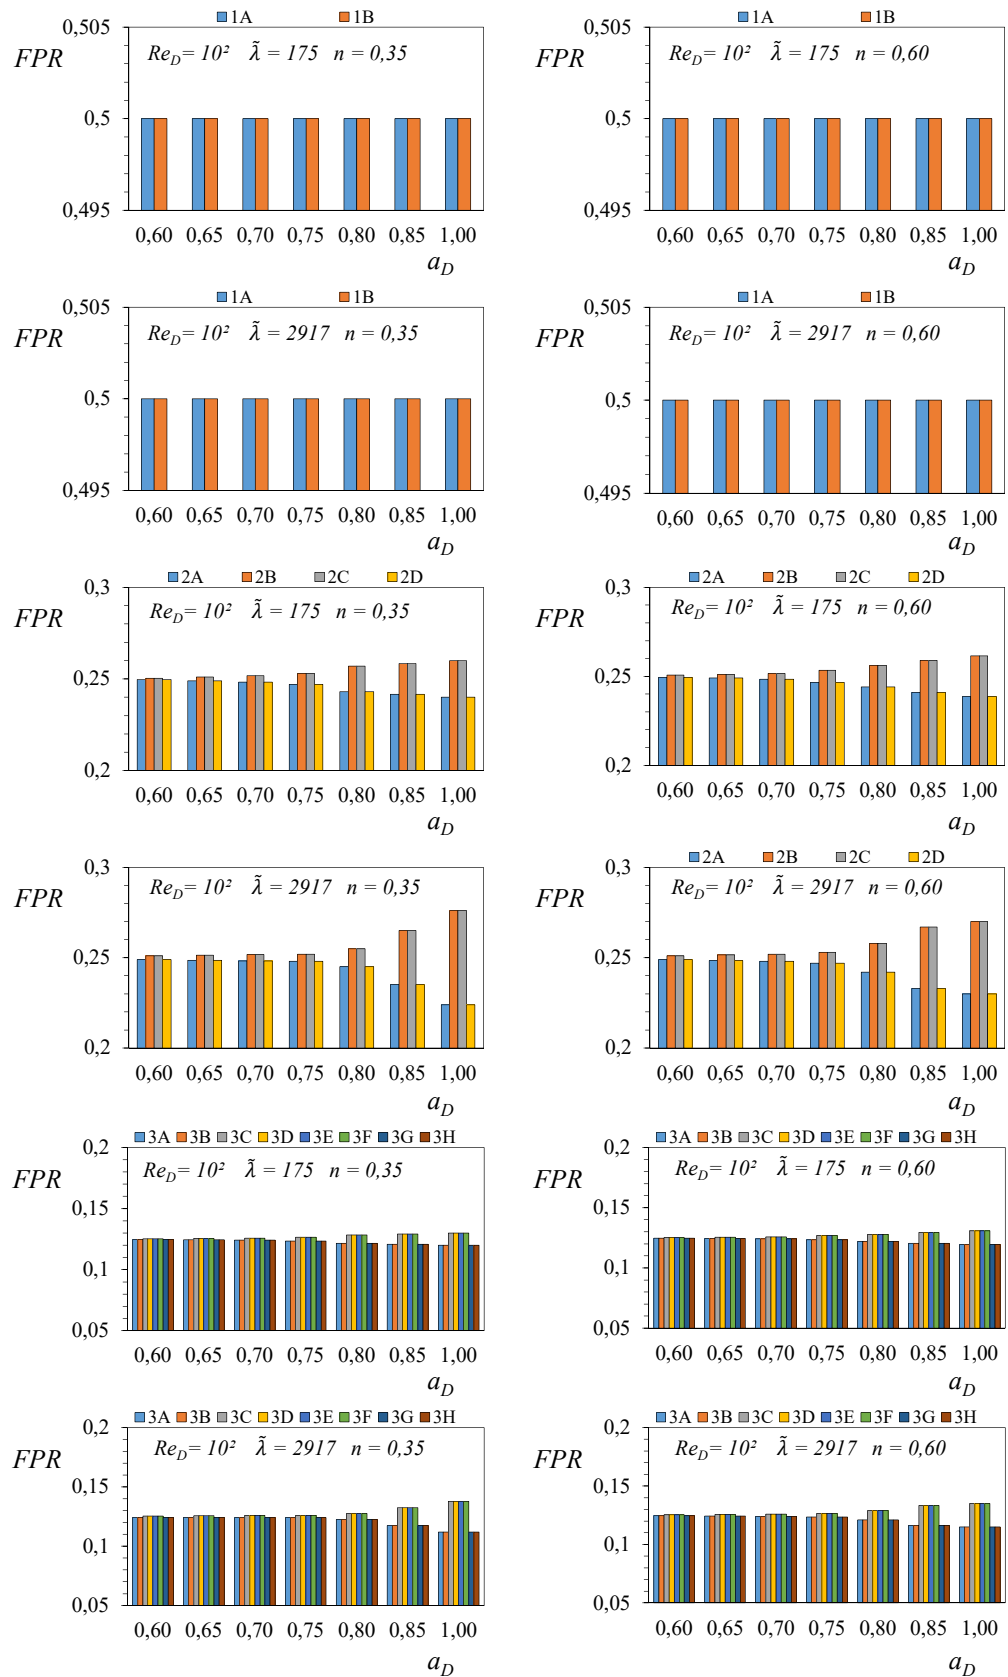 1A 1B
0,505
FPR
Re_D = 10² λ̃ = 175 n = 0,35
0,5
0,495
0,60 0,65 0,70 0,75 0,80 0,85 1,00
a_D
1A 1B
0,505
FPR
Re_D = 10² λ̃ = 175 n = 0,60
0,5
0,495
0,60 0,65 0,70 0,75 0,80 0,85 1,00
a_D
1A 1B
0,505
FPR
Re_D = 10² λ̃ = 2917 n = 0,35
0,5
0,495
0,60 0,65 0,70 0,75 0,80 0,85 1,00
a_D
1A 1B
0,505
FPR
Re_D = 10² λ̃ = 2917 n = 0,60
0,5
0,495
0,60 0,65 0,70 0,75 0,80 0,85 1,00
a_D
2A 2B 2C 2D
0,3
FPR
Re_D = 10² λ̃ = 175 n = 0,35
0,25
0,2
0,60 0,65 0,70 0,75 0,80 0,85 1,00
a_D
2A 2B 2C 2D
0,3
FPR
Re_D = 10² λ̃ = 175 n = 0,60
0,25
0,2
0,60 0,65 0,70 0,75 0,80 0,85 1,00
a_D
0,3
FPR
Re_D = 10² λ̃ = 2917 n = 0,35
0,25
0,2
0,60 0,65 0,70 0,75 0,80 0,85 1,00
a_D
2A 2B 2C 2D
0,3
FPR
Re_D = 10² λ̃ = 2917 n = 0,60
0,25
0,2
0,60 0,65 0,70 0,75 0,80 0,85 1,00
a_D
3A 3B 3C 3D 3E 3F 3G 3H
0,2
FPR
Re_D = 10² λ̃ = 175 n = 0,35
0,15
0,1
0,05
0,60 0,65 0,70 0,75 0,80 0,85 1,00
a_D
3A 3B 3C 3D 3E 3F 3G 3H
0,2
FPR
Re_D = 10² λ̃ = 175 n = 0,60
0,15
0,1
0,05
0,60 0,65 0,70 0,75 0,80 0,85 1,00
a_D
3A 3B 3C 3D 3E 3F 3G 3H
0,2
FPR
Re_D = 10² λ̃ = 2917 n = 0,35
0,15
0,1
0,05
0,60 0,65 0,70 0,75 0,80 0,85 1,00
a_D
3A 3B 3C 3D 3E 3F 3G 3H
0,2
FPR
Re_D = 10² λ̃ = 2917 n = 0,60
0,15
0,1
0,05
0,60 0,65 0,70 0,75 0,80 0,85 1,00
a_D